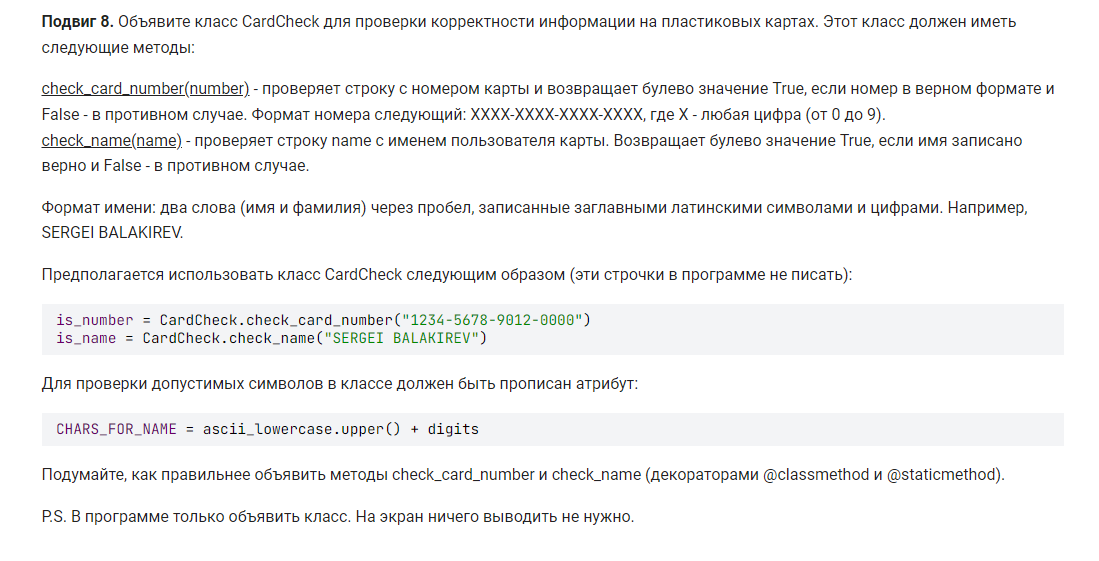 Подвиг 8. Объявите класс CardCheck для проверки корректности информации на пластиковых картах. Этот класс должен иметь
следующие методы:
check_card_number(number) - проверяет строку с номером карты и возвращает булево значение True, если номер в верном формате и
False - в противном случае. Формат номера следующий: XXXX-XXXX-XXXX-XXXX, где X - любая цифра (от 0 до 9).
check_name(name) - проверяет строку name с именем пользователя карты. Возвращает булево значение True, если имя записано
верно и False - в противном случае.
Формат имени: два слова (имя и фамилия) через пробел, записанные заглавными латинскими символами и цифрами. Например,
SERGEI BALAKIREV.
Предполагается использовать класс CardCheck следующим образом (эти строчки в программе не писать):
is_number = CardCheck.check_card_number("1234-5678-9012-0000")
is_name = CardCheck.check_name("SERGEI BALAKIREV")
Для проверки допустимых символов в классе должен быть прописан атрибут:
CHARS_FOR_NAME = ascii_lowercase.upper() + digits
Подумайте, как правильнее объявить методы check_card_number и check_name (декораторами @classmethod и @staticmethod).
P.S. В программе только объявить класс. На экран ничего выводить не нужно.